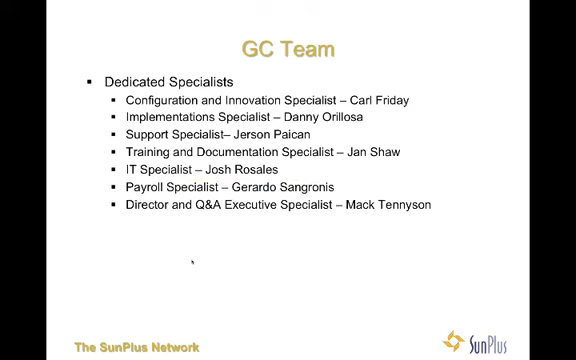 GC Team
Dedicated Specialists
Configuration and Innovation Specialist – Carl Friday
Implementations Specialist – Danny Orillosa
Support Specialist– Jerson Paican
Training and Documentation Specialist – Jan Shaw
IT Specialist – Josh Rosales
Payroll Specialist – Gerardo Sangronis
Director and Q&A Executive Specialist – Mack Tennyson
The SunPlus Network
SunPlus